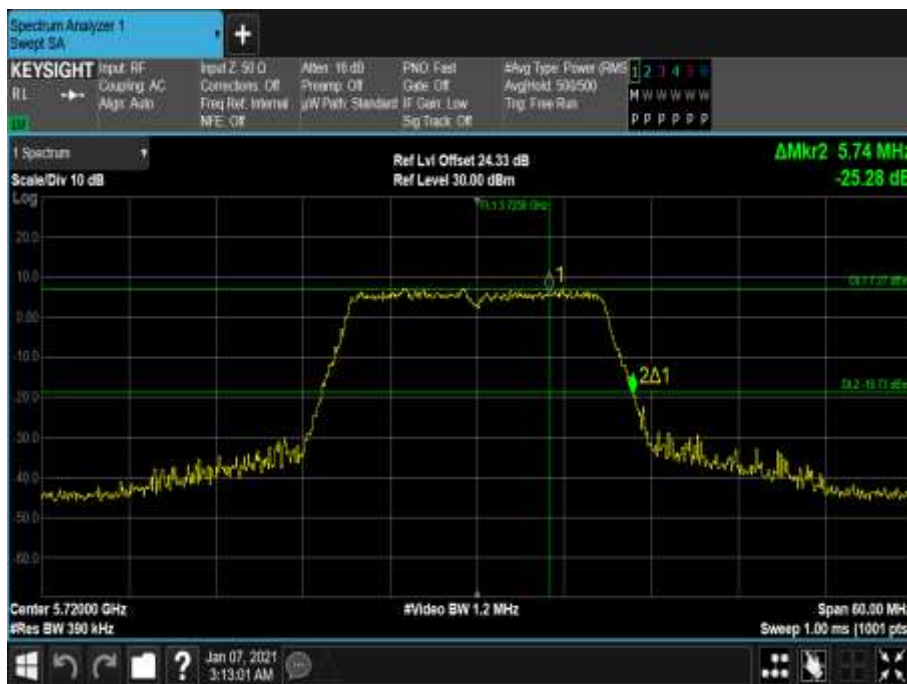 Spectrum Analyzer 1
Swept SA
+
KEYSIGHT
RL
Input: RF
Coupling: AC
Align: Auto
Input Z: 50 Ω
Corrections: Off
Freq Ref: Internal
NFE: Off
Atten: 16 dB
Preamp: Off
µW Path: Standard
PNO: Fast
Gate: Off
IF Gain: Low
Sig Track: Off
#Avg Type: Power (RMS
Avg|Hold: 500/500
Trig: Free Run
1 2 3 4 5 6
M W W W W W
P P P P P P
1 Spectrum
Scale/Div 10 dB
Log
Ref Lvl Offset 24.33 dB
Ref Level 30.00 dBm
ΔMkr2 5.74 MHz
-25.28 dB
20.0
10.0
0.00
-10.0
-20.0
-30.0
-40.0
-50.0
-60.0
1
2Δ1
Center 5.72000 GHz
#Res BW 390 kHz
#Video BW 1.2 MHz
Span 60.00 MHz
Sweep 1.00 ms (1001 pts
?
Jan 07, 2021
3:13:01 AM